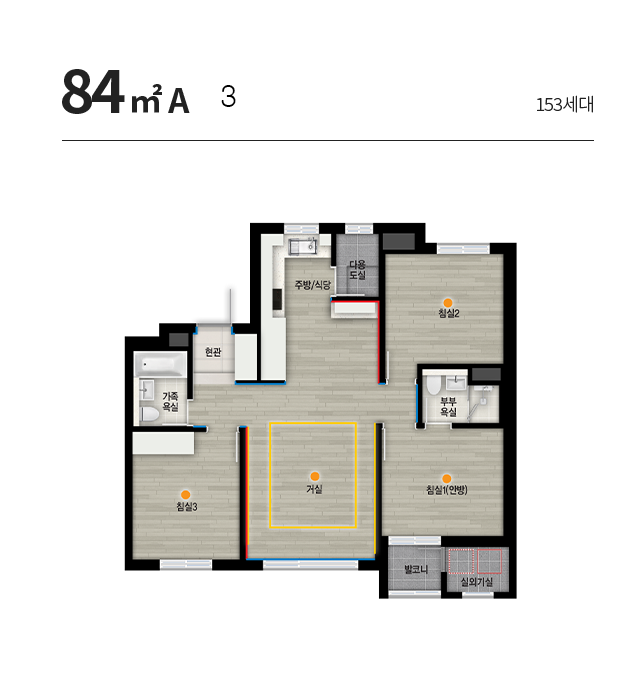 84㎡ A 3
153세대
다용
도실
주방/식당
침실2
현관
가족
욕실
부부
욕실
거실
침실1(안방)
침실3
발코니
실외기실